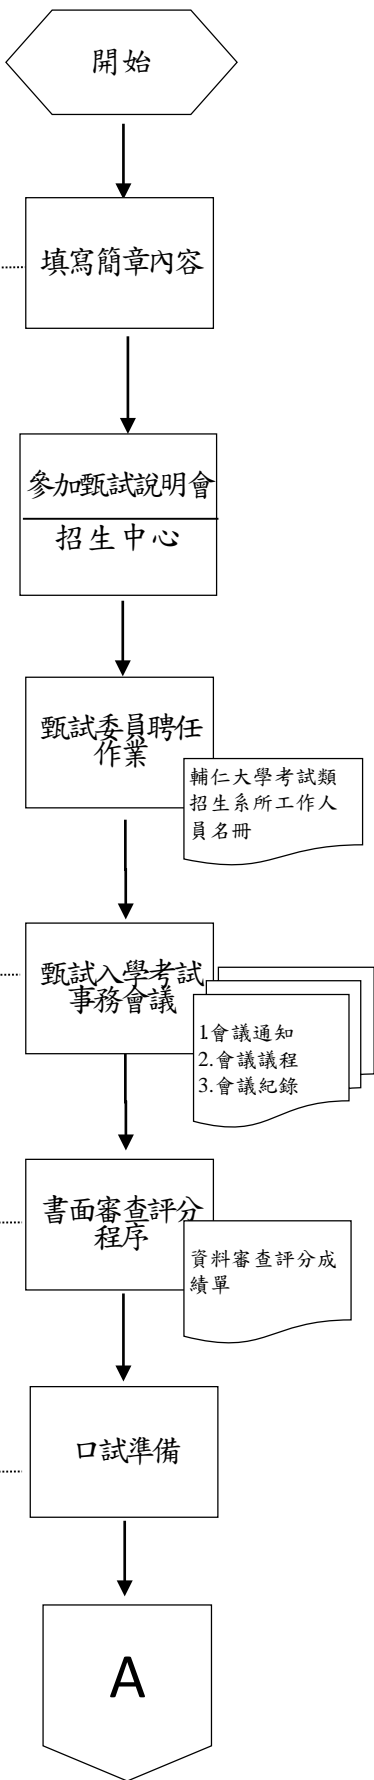 開始
填寫簡章內容
參加甄試說明會
招生中心
甄試委員聘任
作業
輔仁大學考試類
招生系所工作人
員名冊
甄試入學考試
事務會議
1.會議通知
2.會議議程
3.會議紀錄
書面審查評分
程序
資料審查評分成
績單
口試準備
A